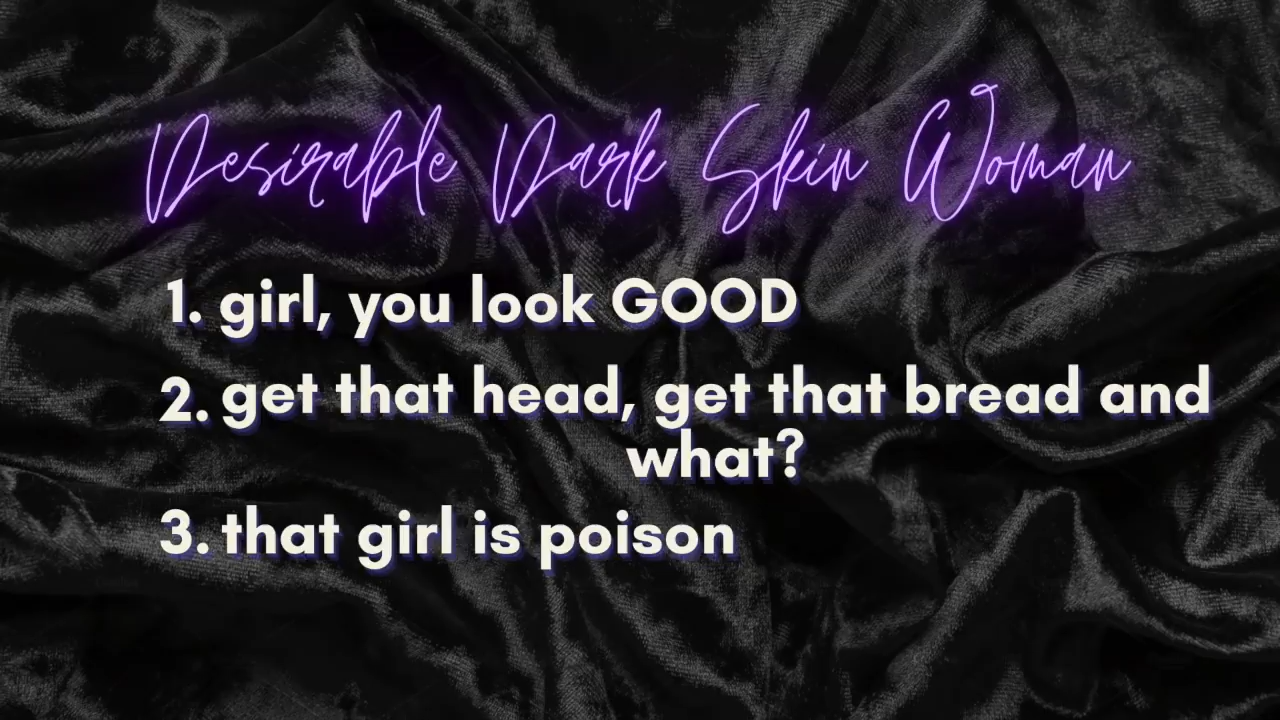 Desirable Dark Skin Woman
1. girl, you look GOOD
2. get that head, get that bread and
what?
3. that girl is poison